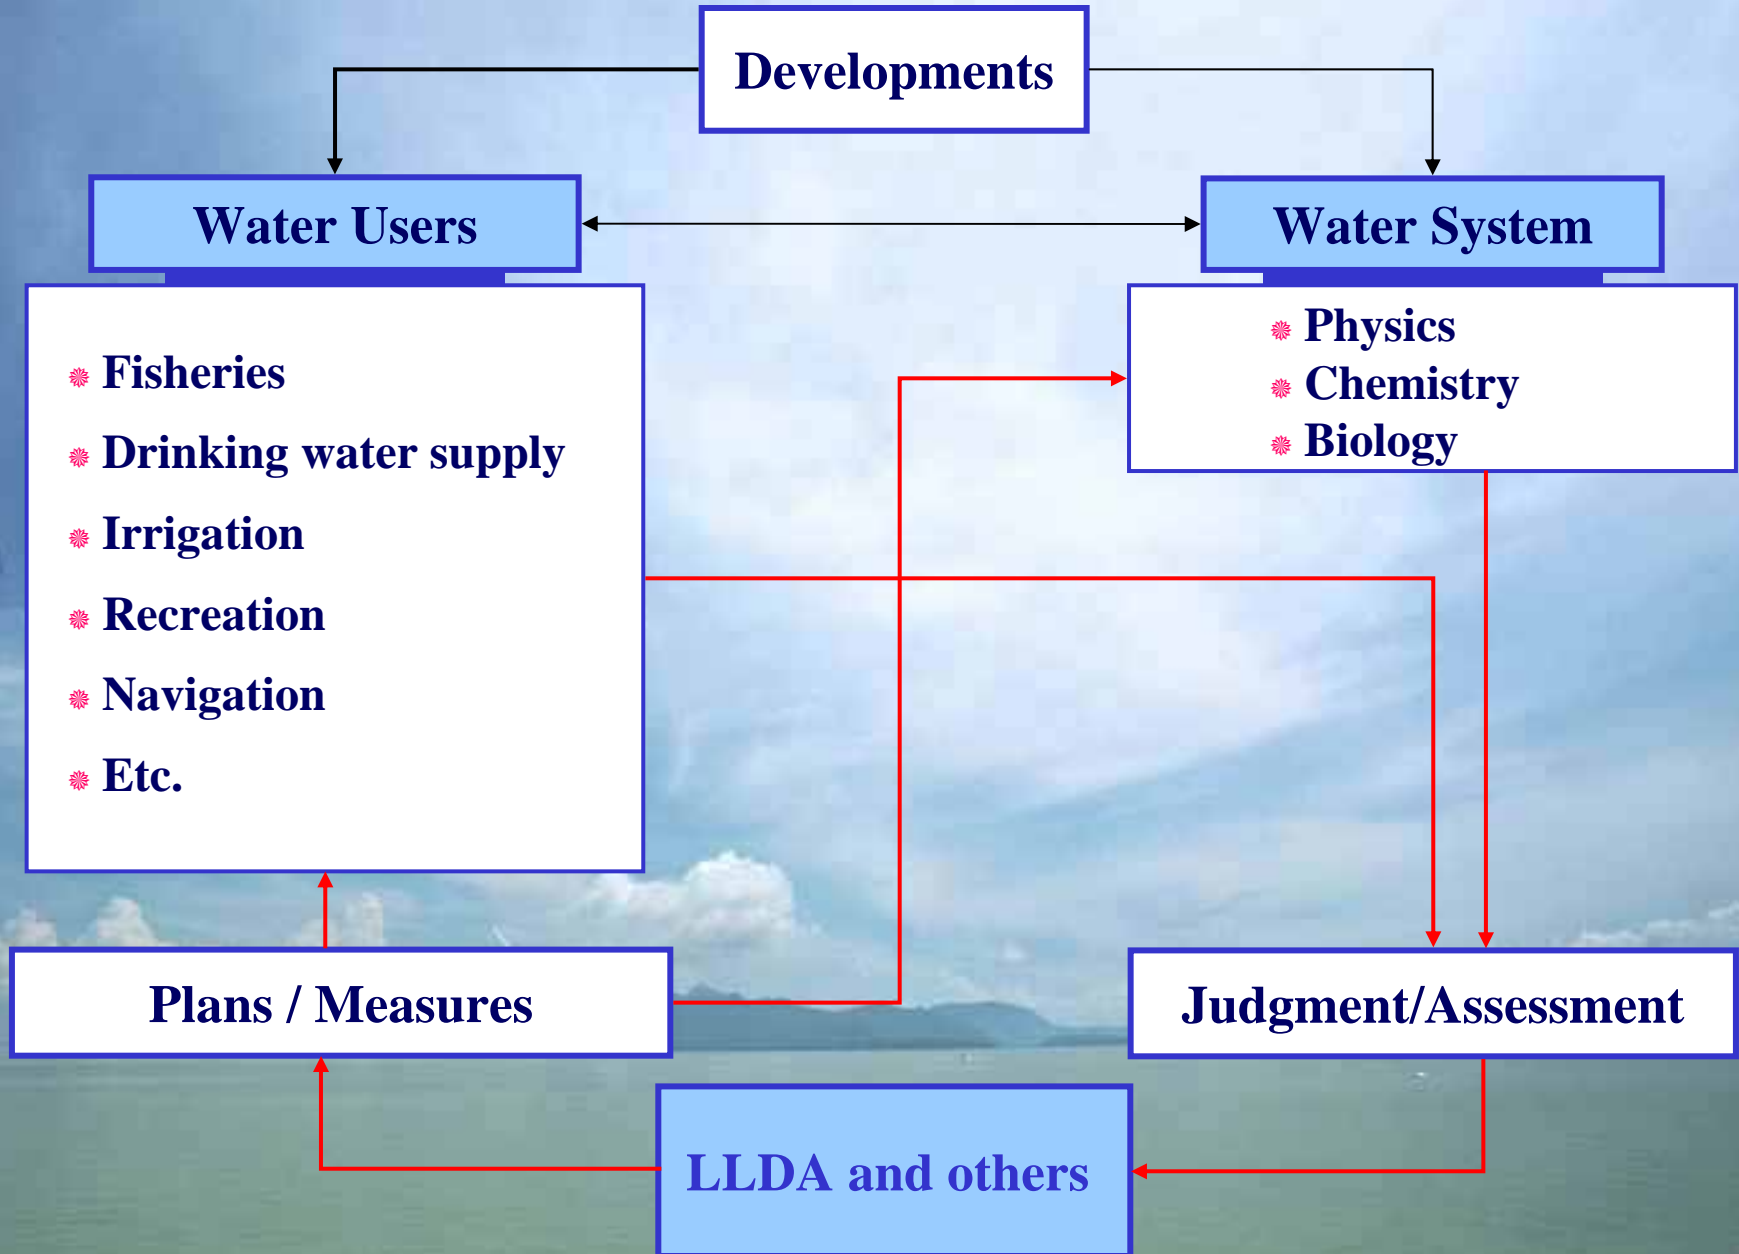 Developments
Water Users
Water System
Fisheries
Drinking water supply
Irrigation
Recreation
Navigation
Etc.
Physics
Chemistry
Biology
Plans / Measures
Judgment/Assessment
LLDA and others